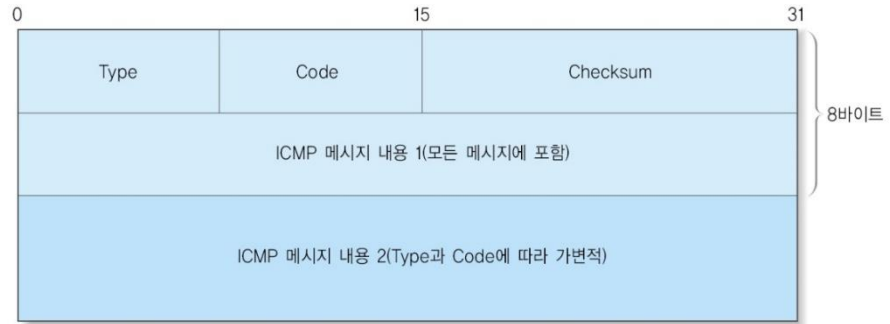 0 15 31
Type Code Checksum
8바이트
ICMP 메시지 내용 1(모든 메시지에 포함)
ICMP 메시지 내용 2(Type과 Code에 따라 가변적)